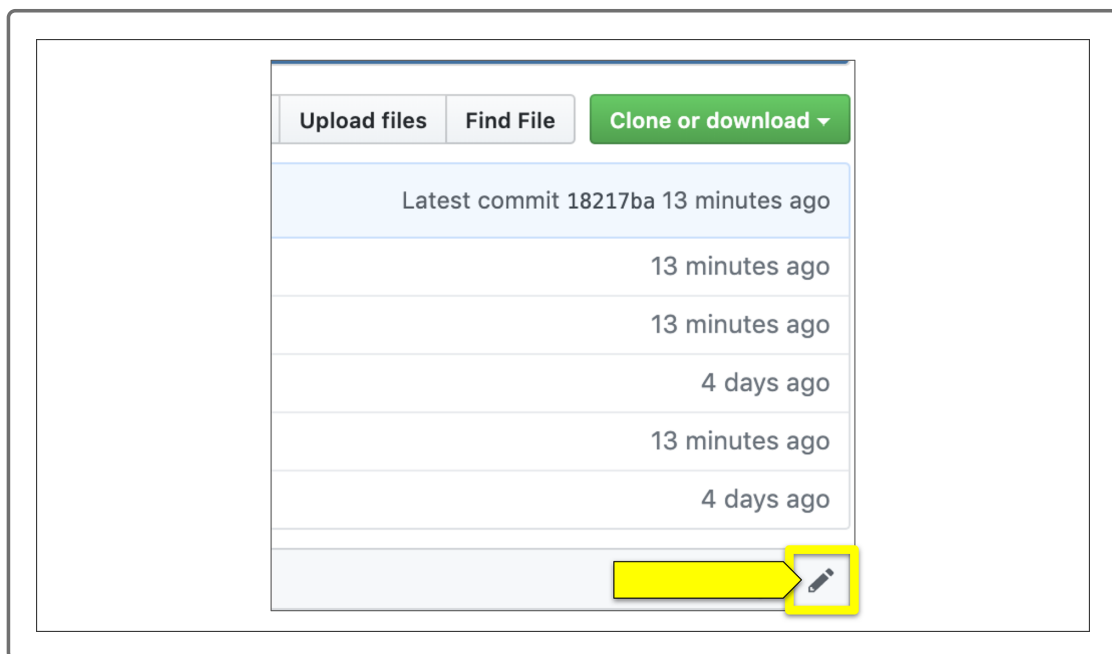 Upload files Find File Clone or download
Latest commit 18217ba 13 minutes ago
13 minutes ago
13 minutes ago
4 days ago
13 minutes ago
4 days ago